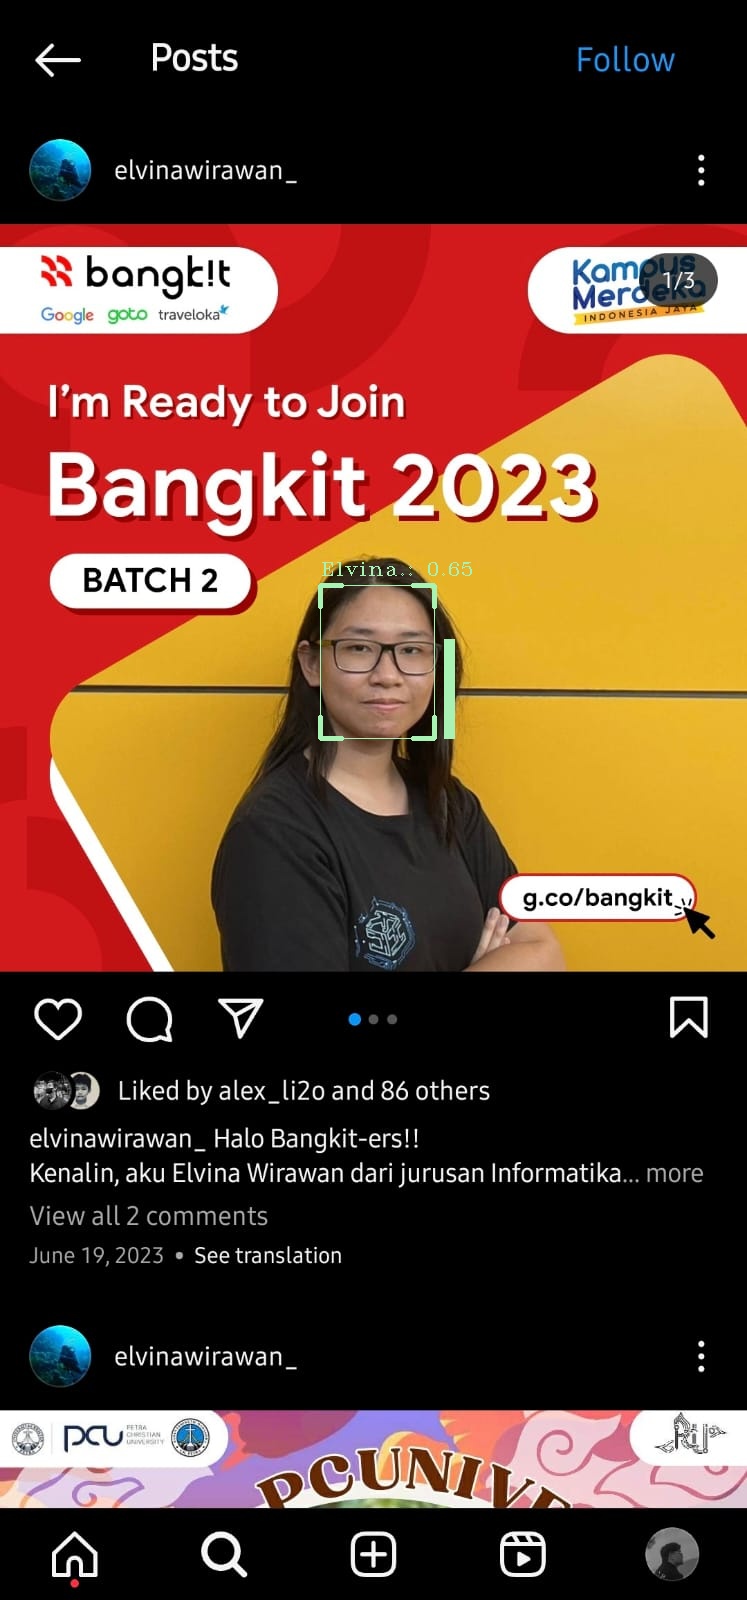 Posts
Follow
elvinawirawan_
bangk!t
Google goto traveloka
Kampus
Merdeka
INDONESIA JAYA
1/3
I'm Ready to Join
Bangkit 2023
BATCH 2
Elvina.: 0.65
g.co/bangkit
Liked by alex_li2o and 86 others
elvinawirawan_ Halo Bangkit-ers!!
Kenalin, aku Elvina Wirawan dari jurusan Informatika... more
View all 2 comments
June 19, 2023 • See translation
elvinawirawan_
PCU
PETRA
CHRISTIAN
UNIVERSITY